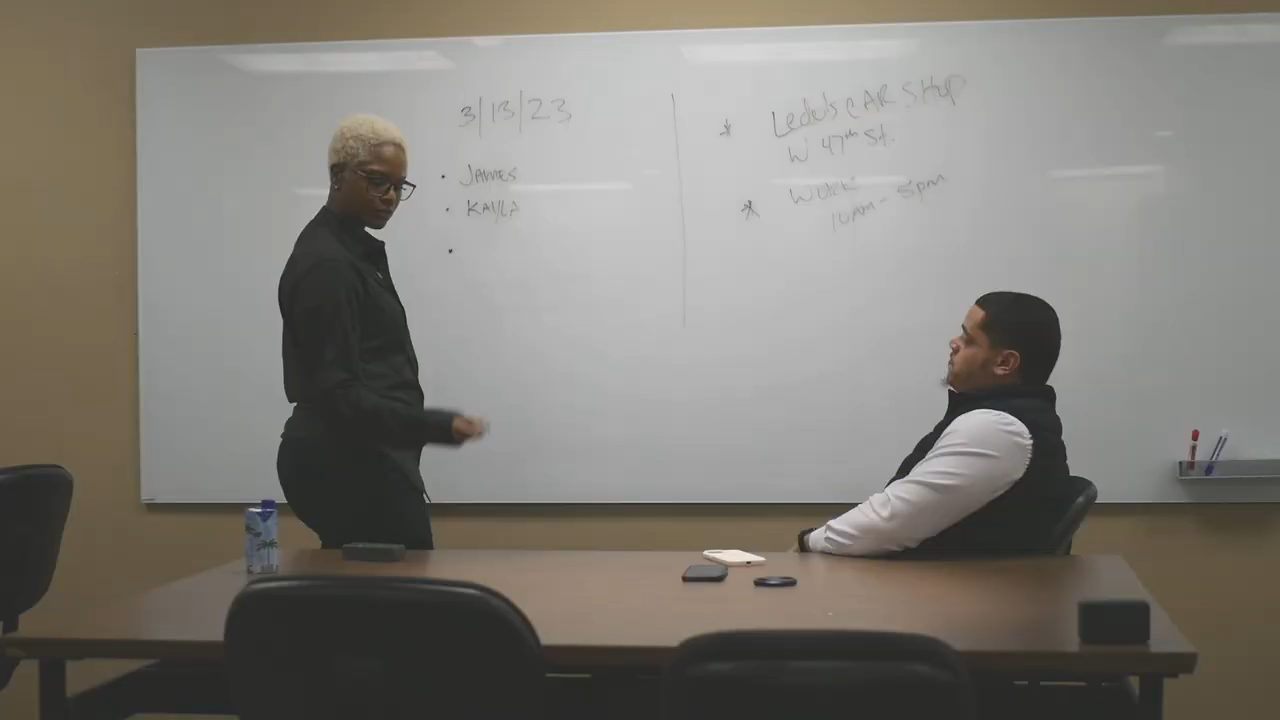 3/13/23
• JAMES
• KAYLA
•
* Ledel's CAR SHOP
W 47th St.
* Work:
10AM - 5pm